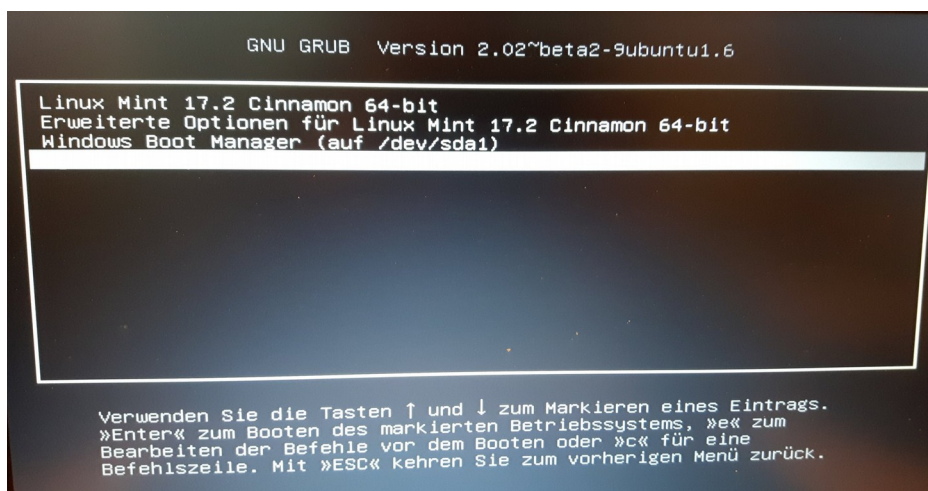 GNU GRUB Version 2.02~beta2-9ubuntu1.6
Linux Mint 17.2 Cinnamon 64-bit
Erweiterte Optionen für Linux Mint 17.2 Cinnamon 64-bit
Windows Boot Manager (auf /dev/sda1)
Verwenden Sie die Tasten ↑ und ↓ zum Markieren eines Eintrags.
»Enter« zum Booten des markierten Betriebssystems, »e« zum
Bearbeiten der Befehle vor dem Booten oder »c« für eine
Befehlszeile. Mit »ESC« kehren Sie zum vorherigen Menü zurück.